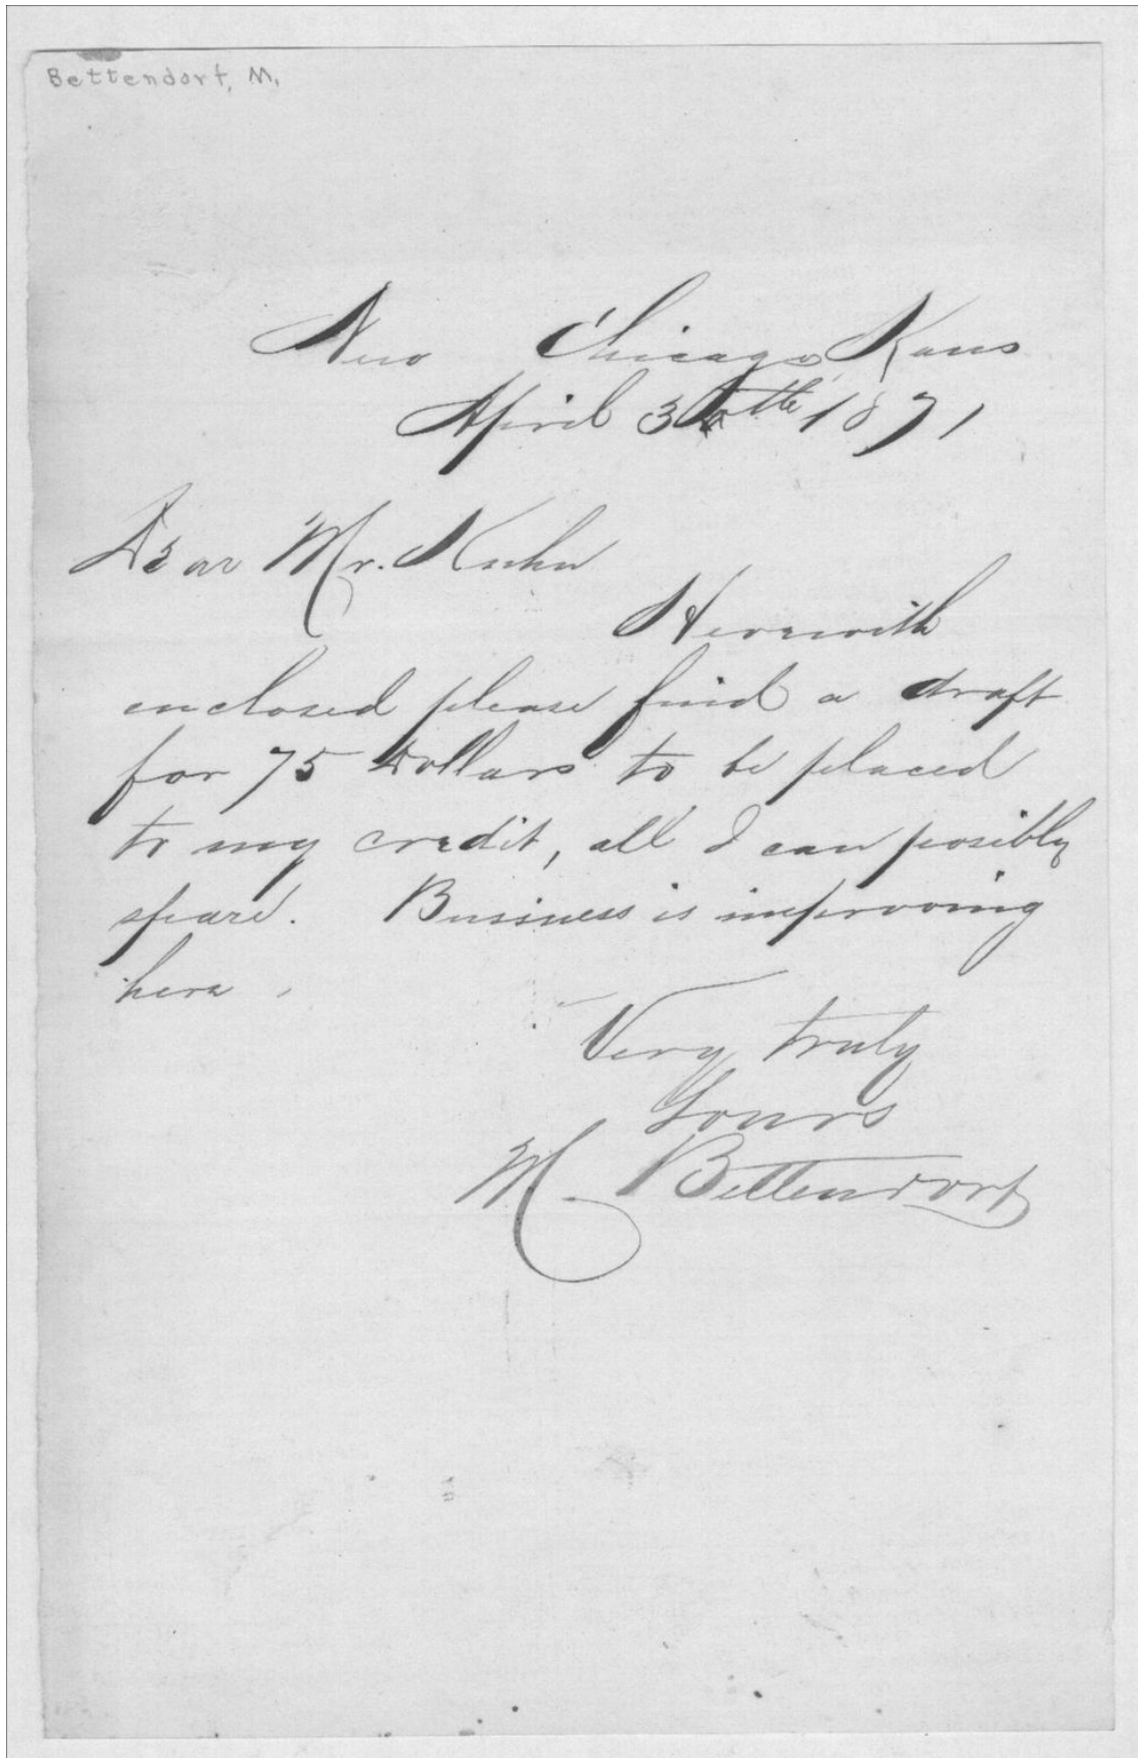 Bettendorf, M.
New Chicago, Kans
April 30th 1871
Dear Mr. Kuhn
Herewith
enclosed please find a draft
for 75 Dollars to be placed
to my credit, all I can posibly
spare. Business is improoving
here.
Very truly
Yours
M. Bettendorf